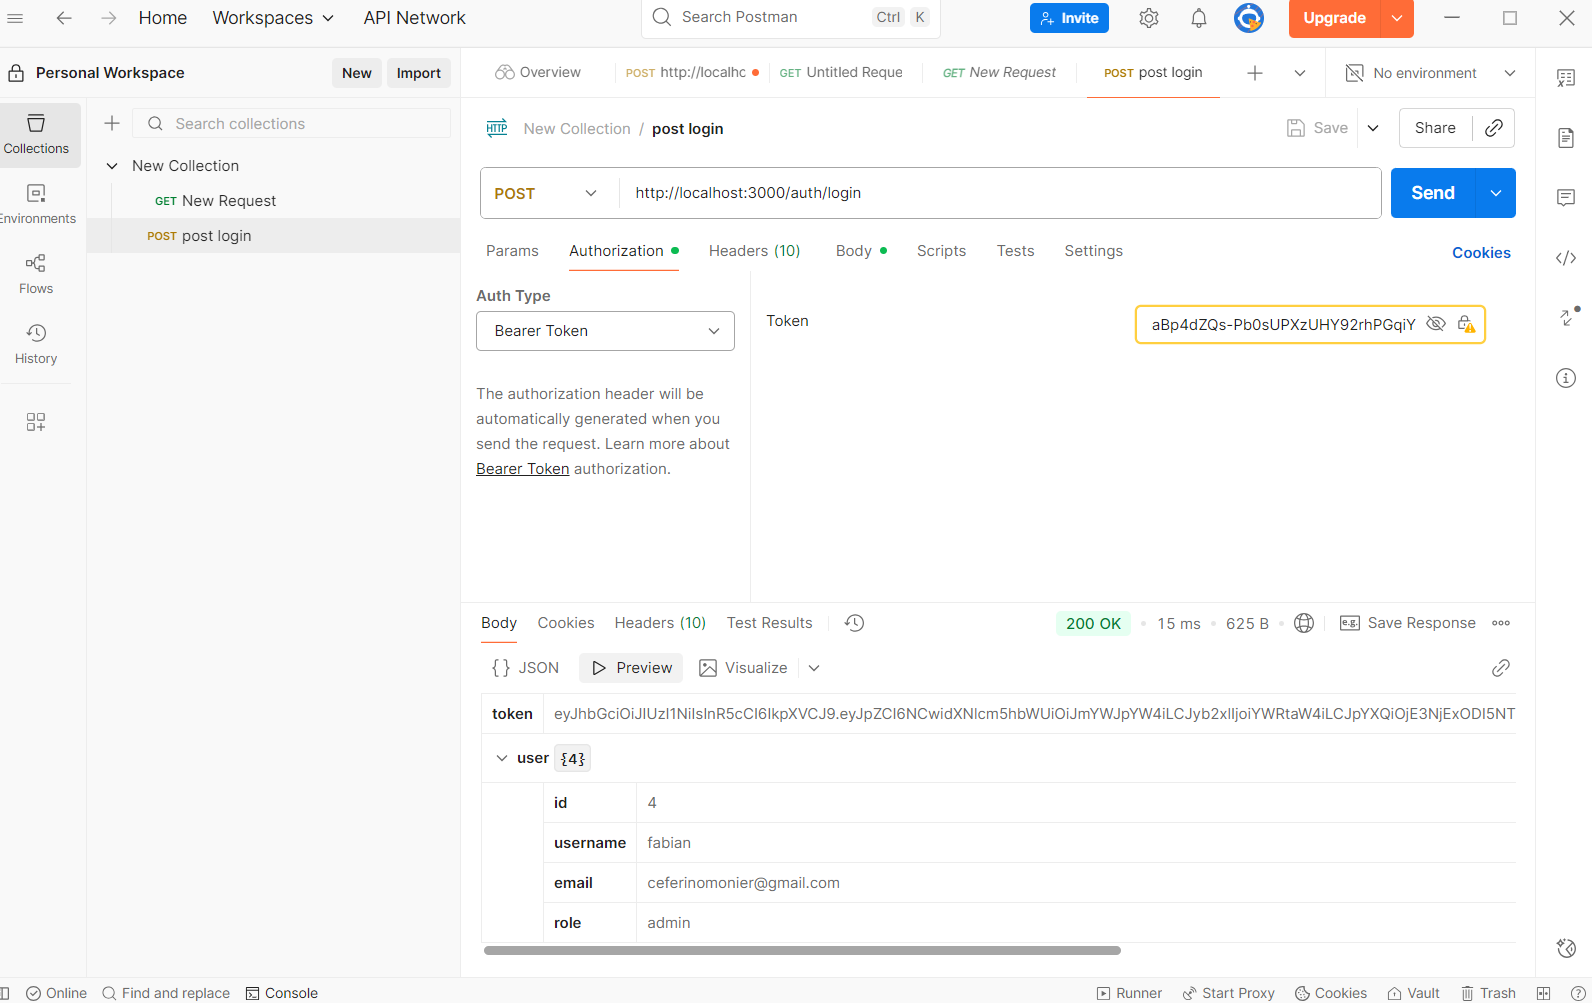 Home Workspaces API Network Search Postman Ctrl K Invite Upgrade
Personal Workspace New Import
Overview POST http://localhc GET Untitled Reque GET New Request POST post login No environment
Collections
Environments
Flows
History
Search collections
New Collection
GET New Request
POST post login
HTTP New Collection / post login Save Share
POST http://localhost:3000/auth/login Send
Params Authorization Headers (10) Body Scripts Tests Settings Cookies
Auth Type
Bearer Token
The authorization header will be
automatically generated when you
send the request. Learn more about
Bearer Token authorization.
Token aBp4dZQs-Pb0sUPXzUHY92rhPGqiY
Body Cookies Headers (10) Test Results 200 OK 15 ms 625 B e.g. Save Response
{} JSON Preview Visualize
token eyJhbGciOiJIUzI1NiIsInR5cCI6IkpXVCJ9.eyJpZCI6NCwidXNlcm5hbWUiOiJmYWJpYW4iLCJyb2xlIjoiYWRtaW4iLCJpYXQiOjE3NjExODI5NT
user {4}
id 4
username fabian
email ceferinomonier@gmail.com
role admin
Online Find and replace Console Runner Start Proxy Cookies Vault Trash